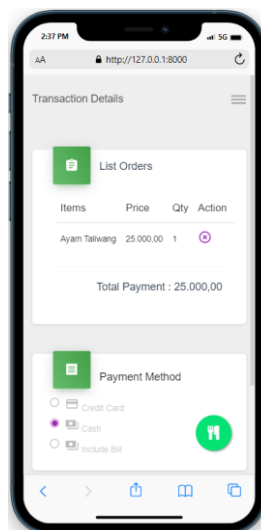 2:37 PM
5G
AA http://127.0.0.1:8000
Transaction Details
List Orders
Items Price Qty Action
Ayam Taliwang 25.000,00 1
Total Payment : 25.000,00
Payment Method
Credit Card
Cash
Include Bill